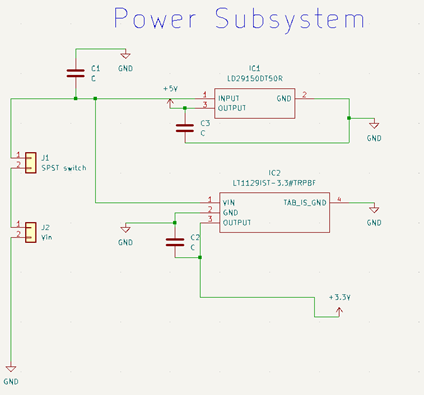 Power Subsystem
C1
C
GND
+5V
IC1
LD29150DT50R
1 INPUT GND 2
3 OUTPUT
C3
C
GND
J1
SPST switch
1
2
IC2
LT1129IST-3.3#TRPBF
1 VIN TAB_IS_GND 4
2 GND
3 OUTPUT
GND
GND
J2
Vin
1
2
C2
C
+3.3V
GND